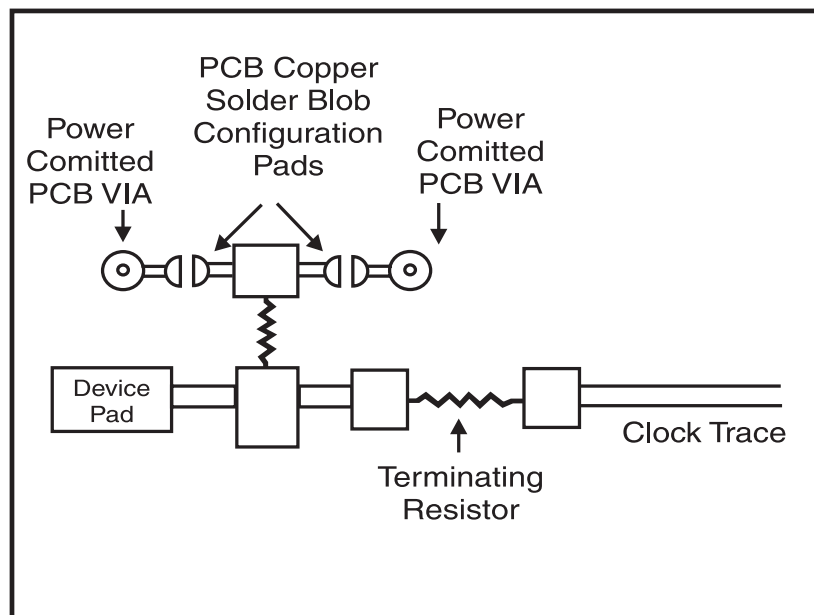 PCB Copper
Solder Blob
Configuration
Pads
Power
Comitted
PCB VIA
Power
Comitted
PCB VIA
Device
Pad
Clock Trace
Terminating
Resistor